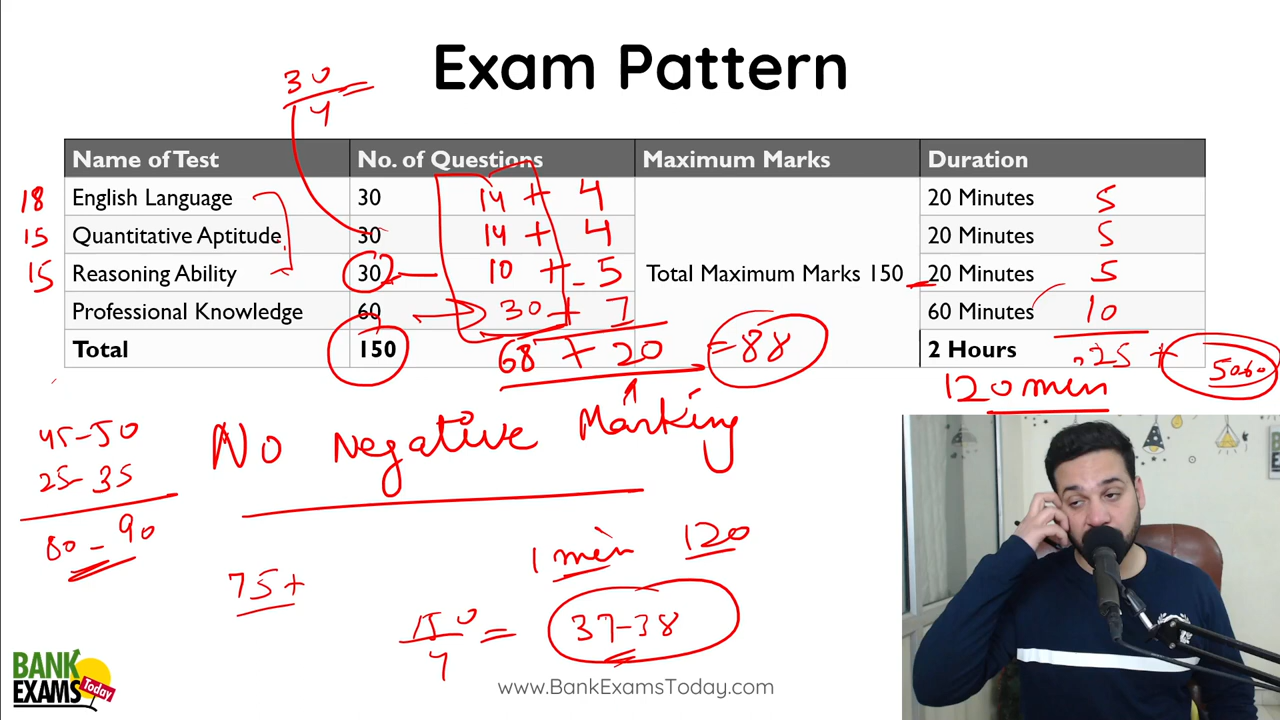 Exam Pattern
30
4
Name of Test No. of Questions Maximum Marks Duration
18 English Language 30 14 + 4 20 Minutes 5
15 Quantitative Aptitude 30 14 + 4 20 Minutes 5
15 Reasoning Ability 30 10 + 5 Total Maximum Marks 150 20 Minutes 5
Professional Knowledge 60 30 + 7 60 Minutes 10
Total 150 68 + 20 = 88 2 Hours 25 +
120 min
45-50
25-35
80-90
No Negative Marking
1 min 120
75+
150
4
= 37-38
BANK
EXAMS
Today
www.BankExamsToday.com